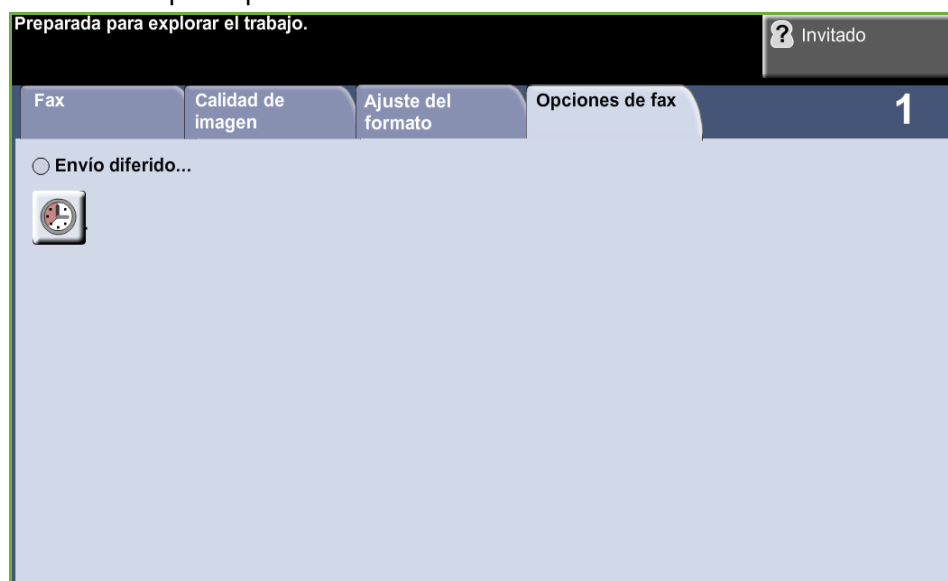 Preparada para explorar el trabajo.
? Invitado
Fax
Calidad de
imagen
Ajuste del
formato
Opciones de fax
1
Envío diferido...